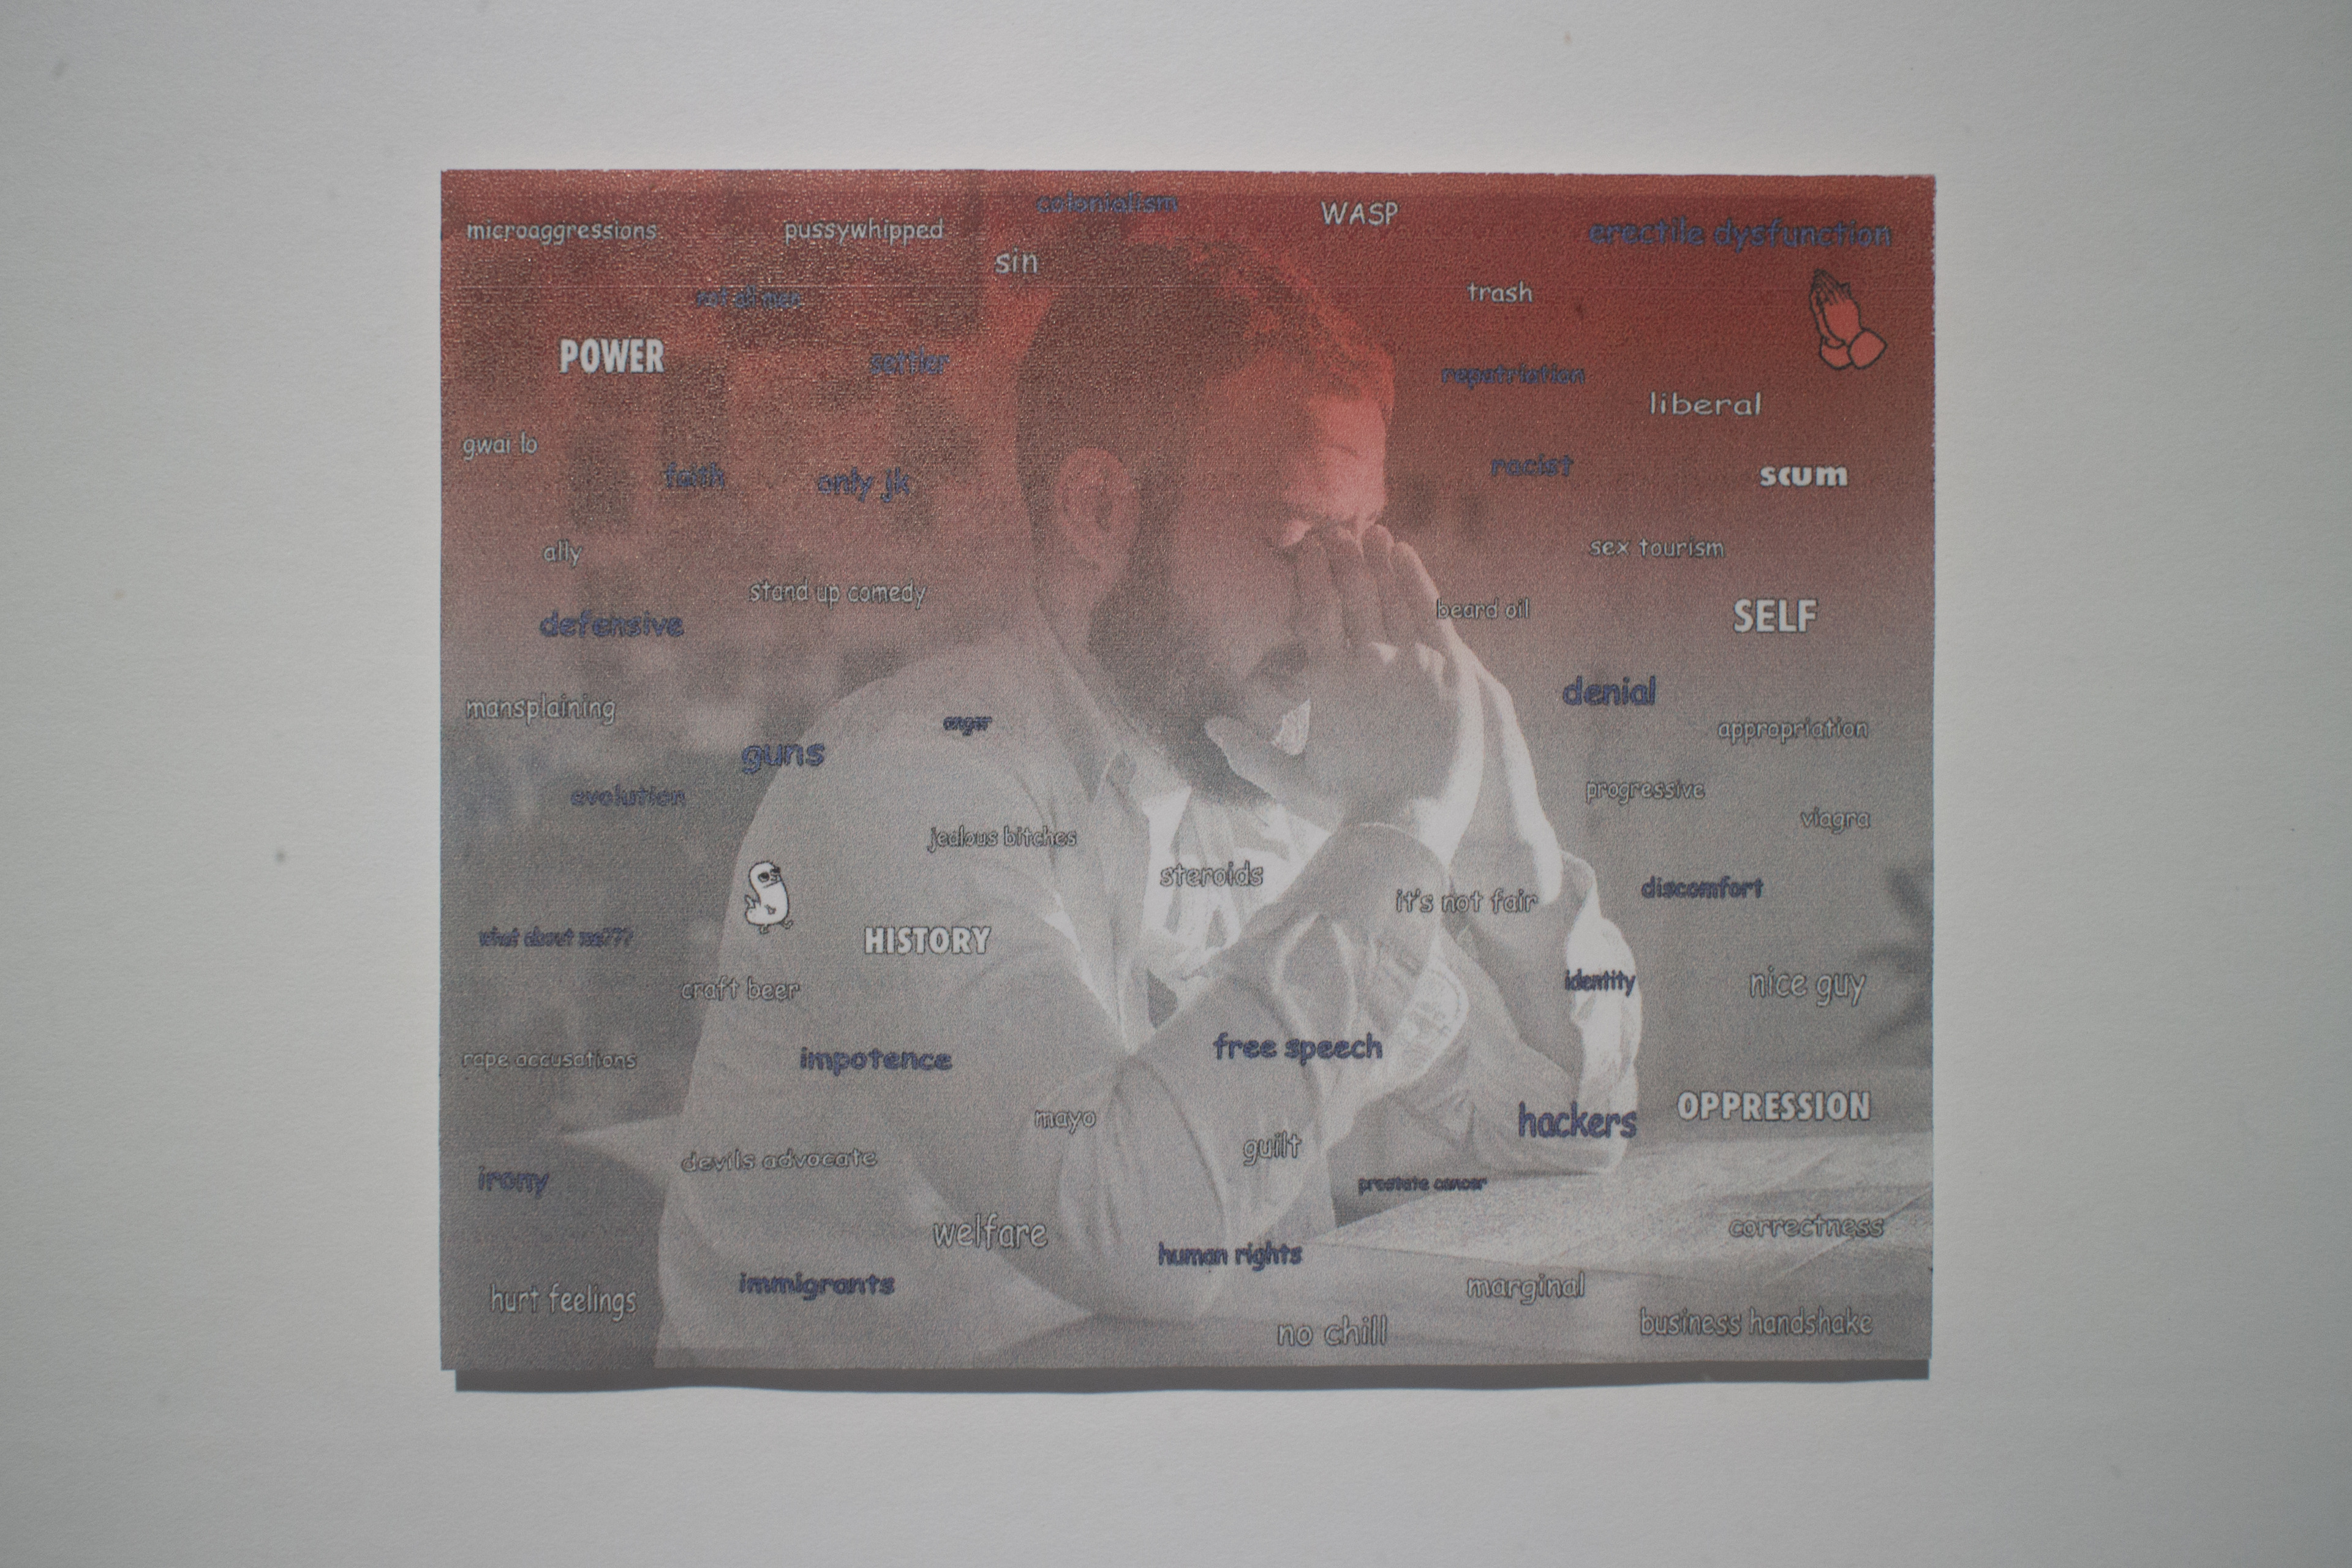 colonialism
WASP
microaggressions
pussywhipped
erectile dysfunction
sin
trash
not all men
POWER
settler
repatriation
liberal
gwai lo
racist
scum
faith
only jk
ally
sex tourism
stand up comedy
beard oil
SELF
defensive
denial
mansplaining
anger
appropriation
guns
evolution
progressive
viagra
jealous bitches
steroids
discomfort
it's not fair
what about me???
HISTORY
identity
nice guy
craft beer
rape accusations
impotence
free speech
OPPRESSION
mayo
hackers
guilt
devils advocate
irony
prostate cancer
welfare
correctness
human rights
immigrants
marginal
hurt feelings
business handshake
no chill